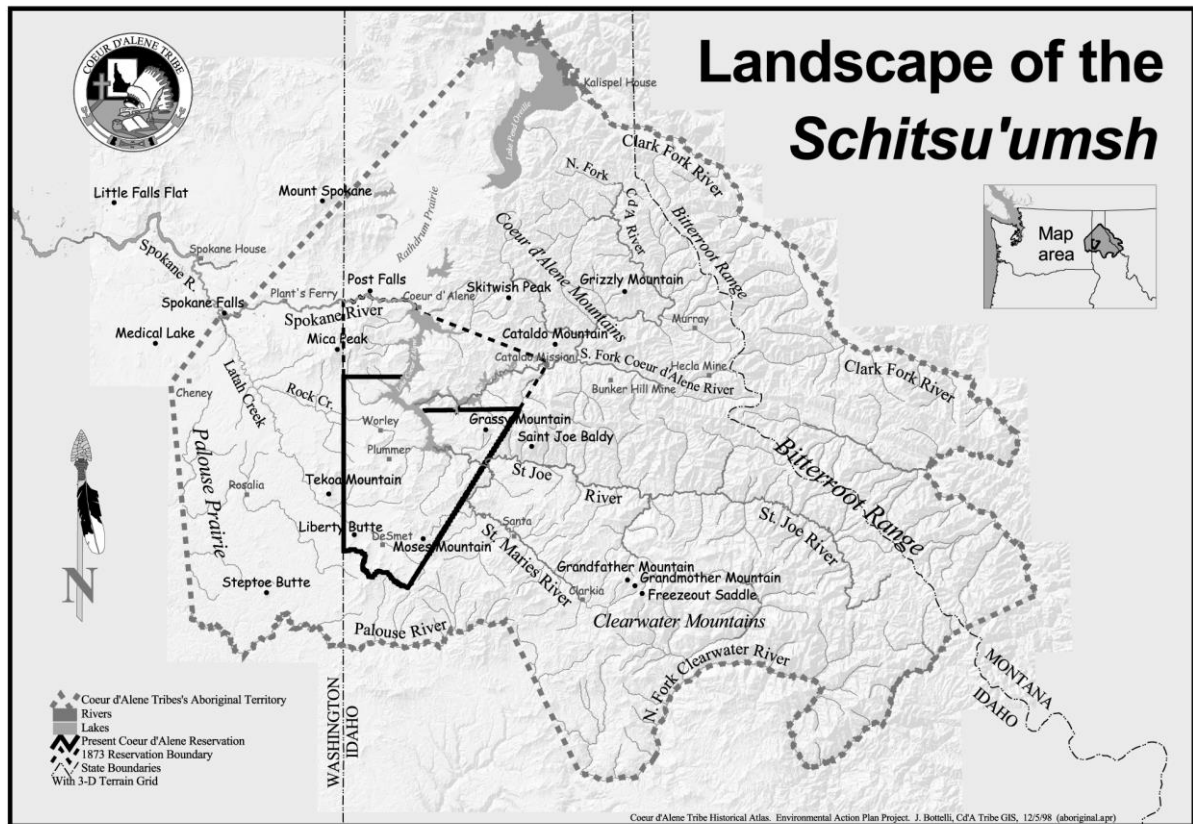 COEUR D'ALENE TRIBE
Landscape of the
Schitsu'umsh
Kalispel House
Lake Pend Oreille
Clark Fork River
N. Fork
CdA River
Bitterroot Range
Map
area
Little Falls Flat
Mount Spokane
Rathdrum Prairie
Coeur d'Alene Mountains
Spokane House
Spokane R.
Post Falls
Skitwish Peak
Grizzly Mountain
Plant's Ferry
Coeur d'Alene
Spokane Falls
Spokane River
Murray
Medical Lake
Mica Peak
Cataldo Mountain
Cataldo Mission
S. Fork Coeur d'Alene River
Hecla Mine
Clark Fork River
Bunker Hill Mine
Cheney
Latah Creek
Rock Cr.
Worley
Grassy Mountain
Saint Joe Baldy
Plummer
Palouse Prairie
St Joe
River
Bitterroot Range
Rosalia
Tekoa Mountain
St. Joe River
Liberty Butte
DeSmet
Moses Mountain
Santa
St. Maries River
Grandfather Mountain
Grandmother Mountain
Freezeout Saddle
Steptoe Butte
Clarkia
N
Palouse River
Clearwater Mountains
N. Fork Clearwater River
MONTANA
IDAHO
WASHINGTON
IDAHO
Coeur d'Alene Tribes's Aboriginal Territory
Rivers
Lakes
Present Coeur d'Alene Reservation
1873 Reservation Boundary
State Boundaries
With 3-D Terrain Grid
Coeur d'Alene Tribe Historical Atlas. Environmental Action Plan Project. J. Bottelli, Cd'A Tribe GIS, 12/5/98 (aboriginal.apr)